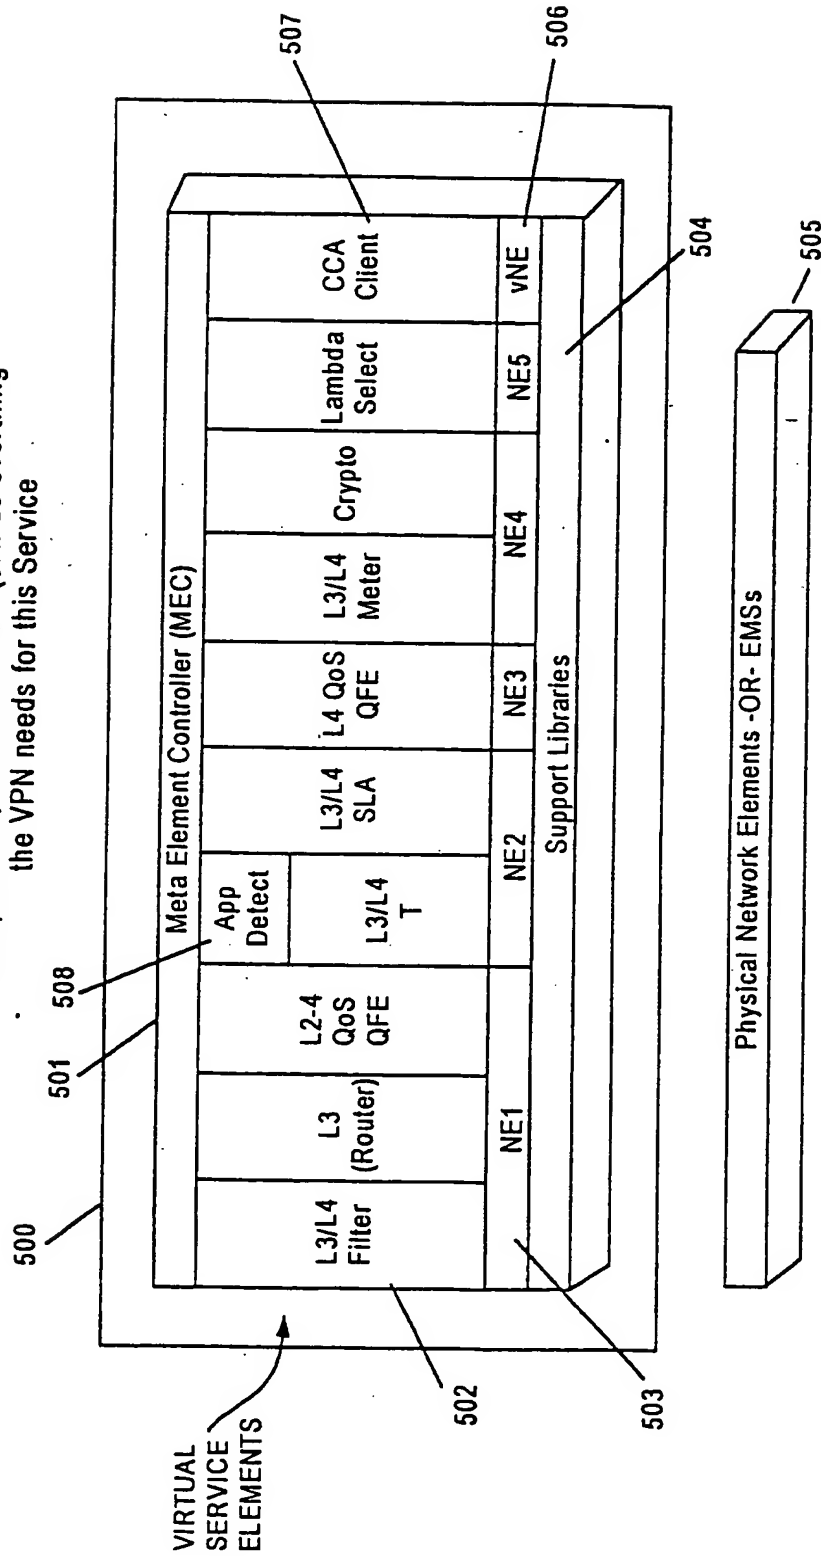 the VPN needs for this Service
500
501
508
507
506
VIRTUAL
SERVICE
ELEMENTS
Meta Element Controller (MEC)
L3/L4
Filter
L3
(Router)
L2-4
QoS
QFE
App
Detect
L3/L4
T
L3/L4
SLA
L4 QoS
QFE
L3/L4
Meter
Crypto
Lambda
Select
CCA
Client
NE1
NE2
NE3
NE4
NE5
vNE
Support Libraries
502
503
504
Physical Network Elements -OR- EMSs
505